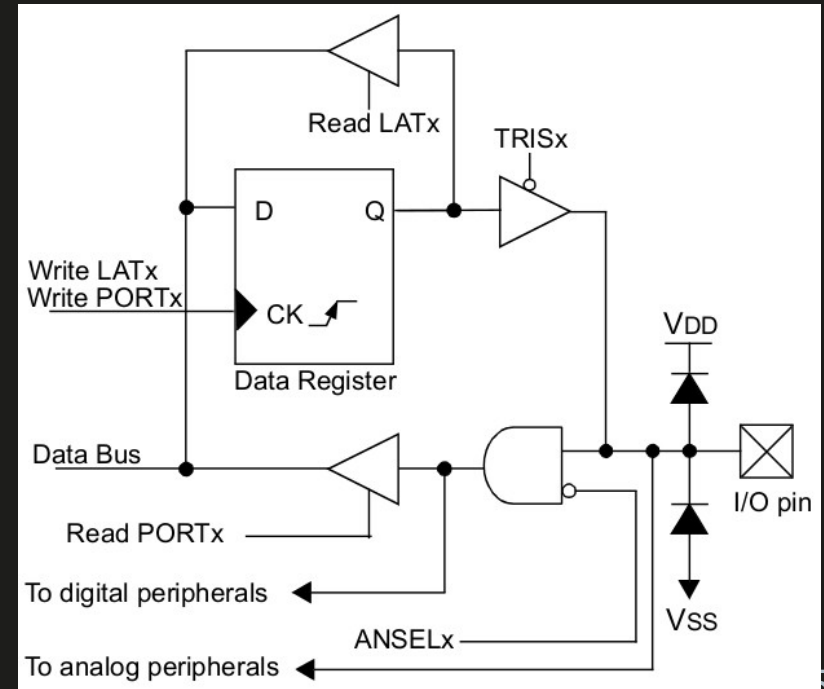 Read LATx
TRISx
D
Q
Write LATx
Write PORTx
CK
VDD
Data Register
Data Bus
I/O pin
Read PORTx
To digital peripherals
VSS
ANSELx
To analog peripherals